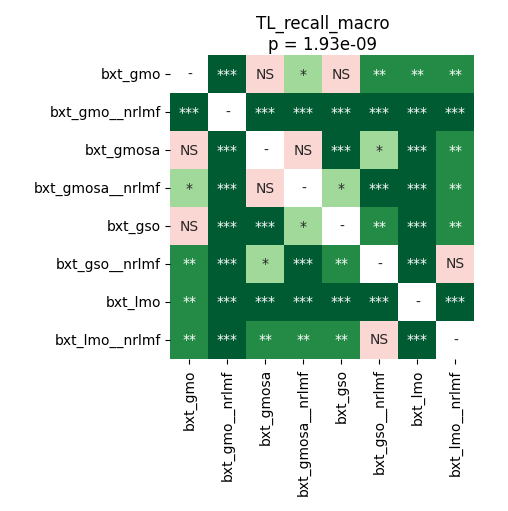 TL_recall_macro
p = 1.93e-09
bxt_gmo - *** NS * NS ** ** **
bxt_gmo__nrlmf *** - *** *** *** *** *** ***
bxt_gmosa NS *** - NS *** * *** **
bxt_gmosa__nrlmf * *** NS - * *** *** **
bxt_gso NS *** *** * - ** *** **
bxt_gso__nrlmf ** *** * *** ** - *** NS
bxt_lmo ** *** *** *** *** *** - ***
bxt_lmo__nrlmf ** *** ** ** ** NS *** -
bxt_gmo
bxt_gmo__nrlmf
bxt_gmosa
bxt_gmosa__nrlmf
bxt_gso
bxt_gso__nrlmf
bxt_lmo
bxt_lmo__nrlmf